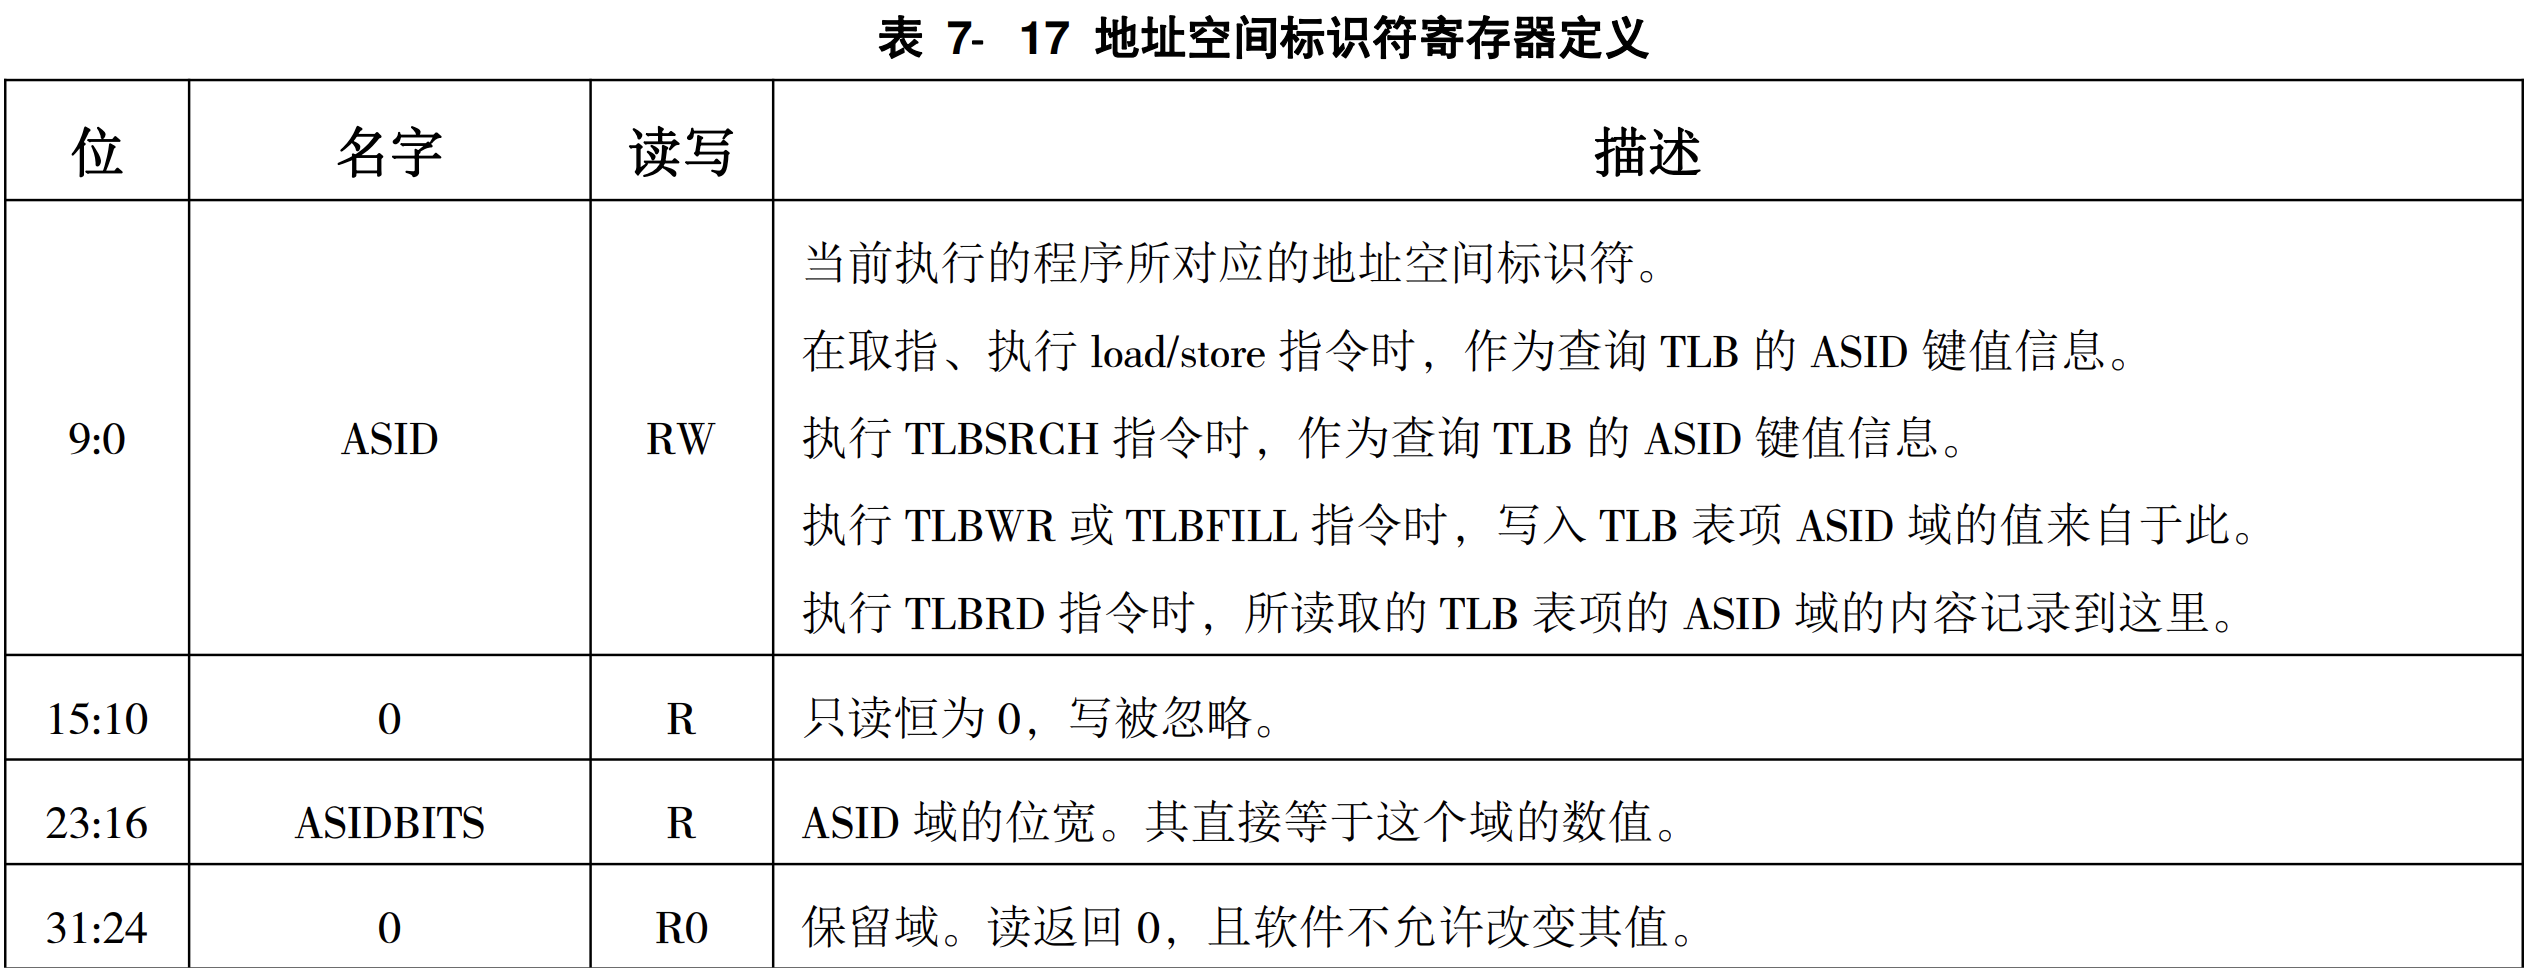 表 7- 17 地址空间标识符寄存器定义
位 名字 读写 描述
当前执行的程序所对应的地址空间标识符。
在取指、执行 load/store 指令时，作为查询 TLB 的 ASID 键值信息。
9:0 ASID RW 执行 TLBSRCH 指令时，作为查询 TLB 的 ASID 键值信息。
执行 TLBWR 或 TLBFILL 指令时，写入 TLB 表项 ASID 域的值来自于此。
执行 TLBRD 指令时，所读取的 TLB 表项的 ASID 域的内容记录到这里。
15:10 0 R 只读恒为 0，写被忽略。
23:16 ASIDBITS R ASID 域的位宽。其直接等于这个域的数值。
31:24 0 R0 保留域。读返回 0，且软件不允许改变其值。